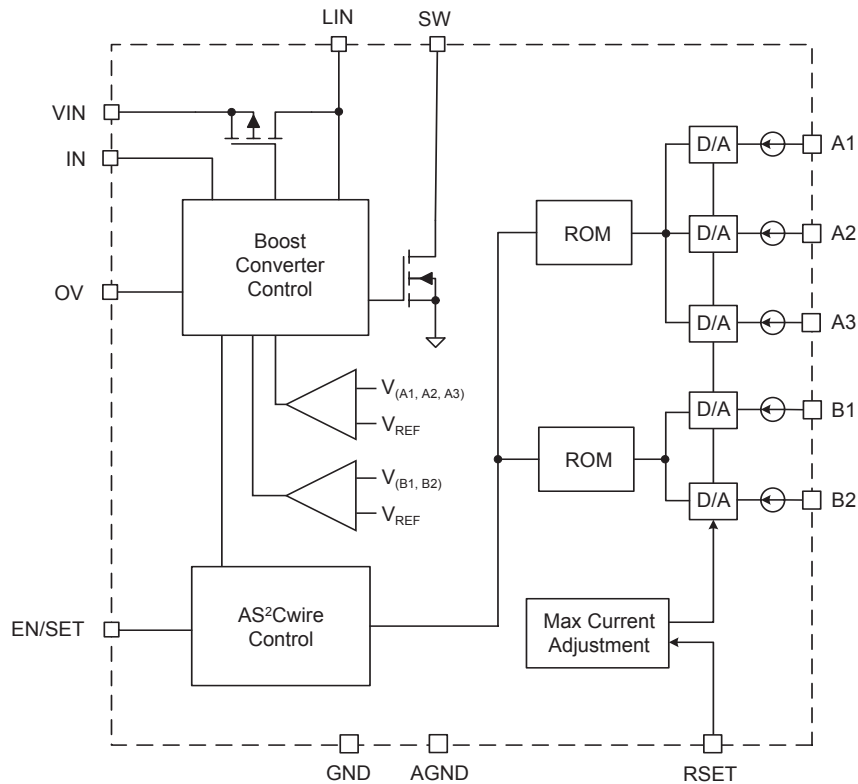 LIN
SW
VIN
IN
OV
EN/SET
Boost
Converter
Control
V(A1, A2, A3)
VREF
V(B1, B2)
VREF
AS²Cwire
Control
ROM
ROM
D/A
A1
D/A
A2
D/A
A3
D/A
B1
D/A
B2
Max Current
Adjustment
GND
AGND
RSET